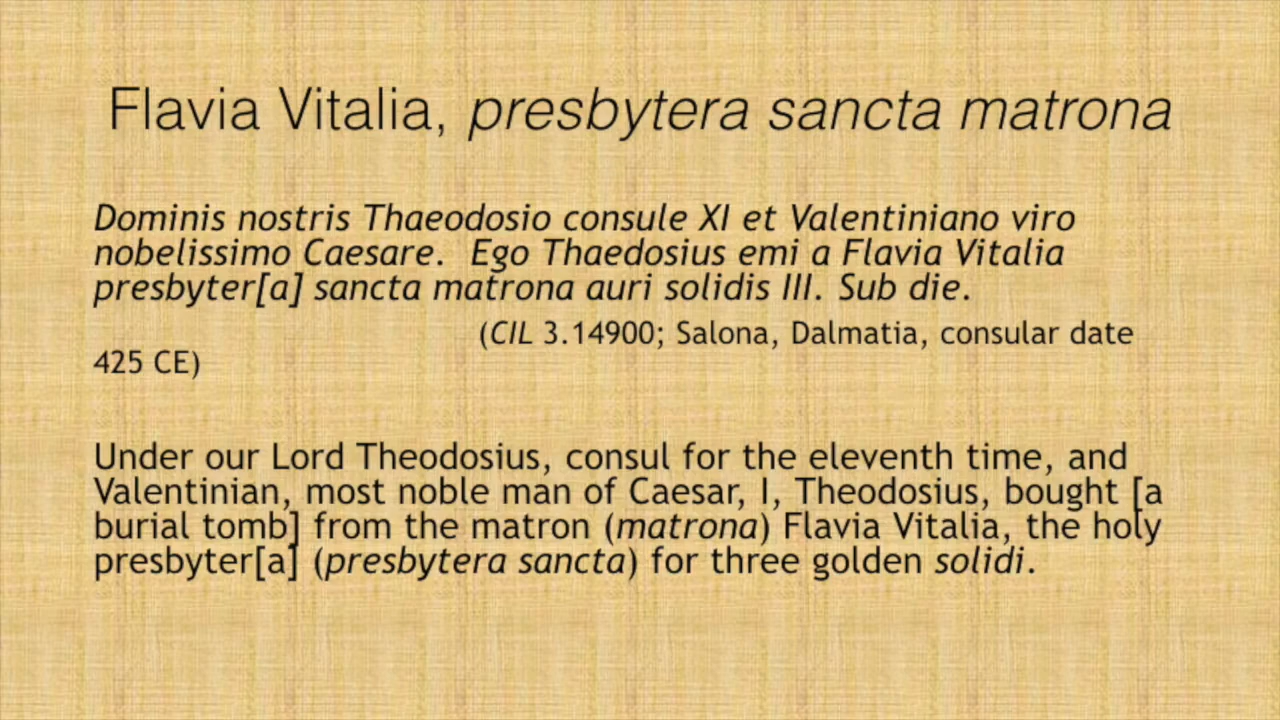 Flavia Vitalia, presbytera sancta matrona
Dominis nostris Thaeodosio consule XI et Valentiniano viro
nobelissimo Caesare. Ego Thaedosius emi a Flavia Vitalia
presbyter[a] sancta matrona auri solidis III. Sub die.
(CIL 3.14900; Salona, Dalmatia, consular date
425 CE)
Under our Lord Theodosius, consul for the eleventh time, and
Valentinian, most noble man of Caesar, I, Theodosius, bought [a
burial tomb] from the matron (matrona) Flavia Vitalia, the holy
presbyter[a] (presbytera sancta) for three golden solidi.